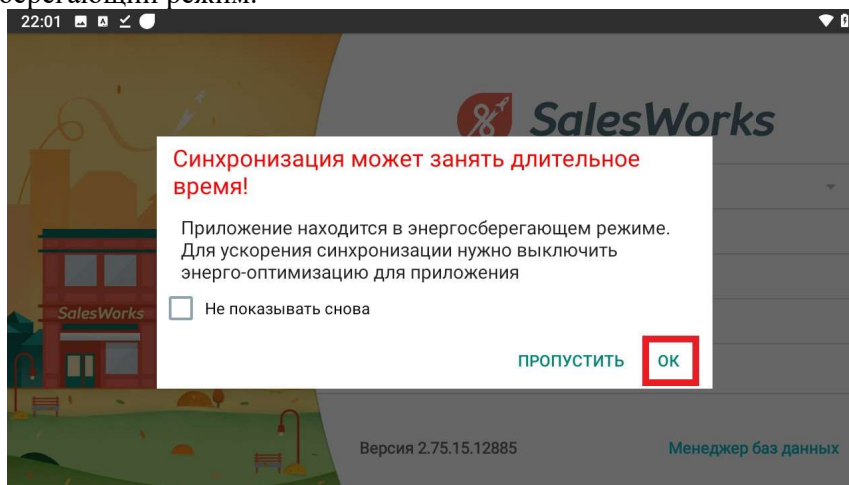 22:01
SalesWorks
Синхронизация может занять длительное
время!
Приложение находится в энергосберегающем режиме.
Для ускорения синхронизации нужно выключить
энерго-оптимизацию для приложения
Не показывать снова
SalesWorks
ПРОПУСТИТЬ ОК
Версия 2.75.15.12885 Менеджер баз данных